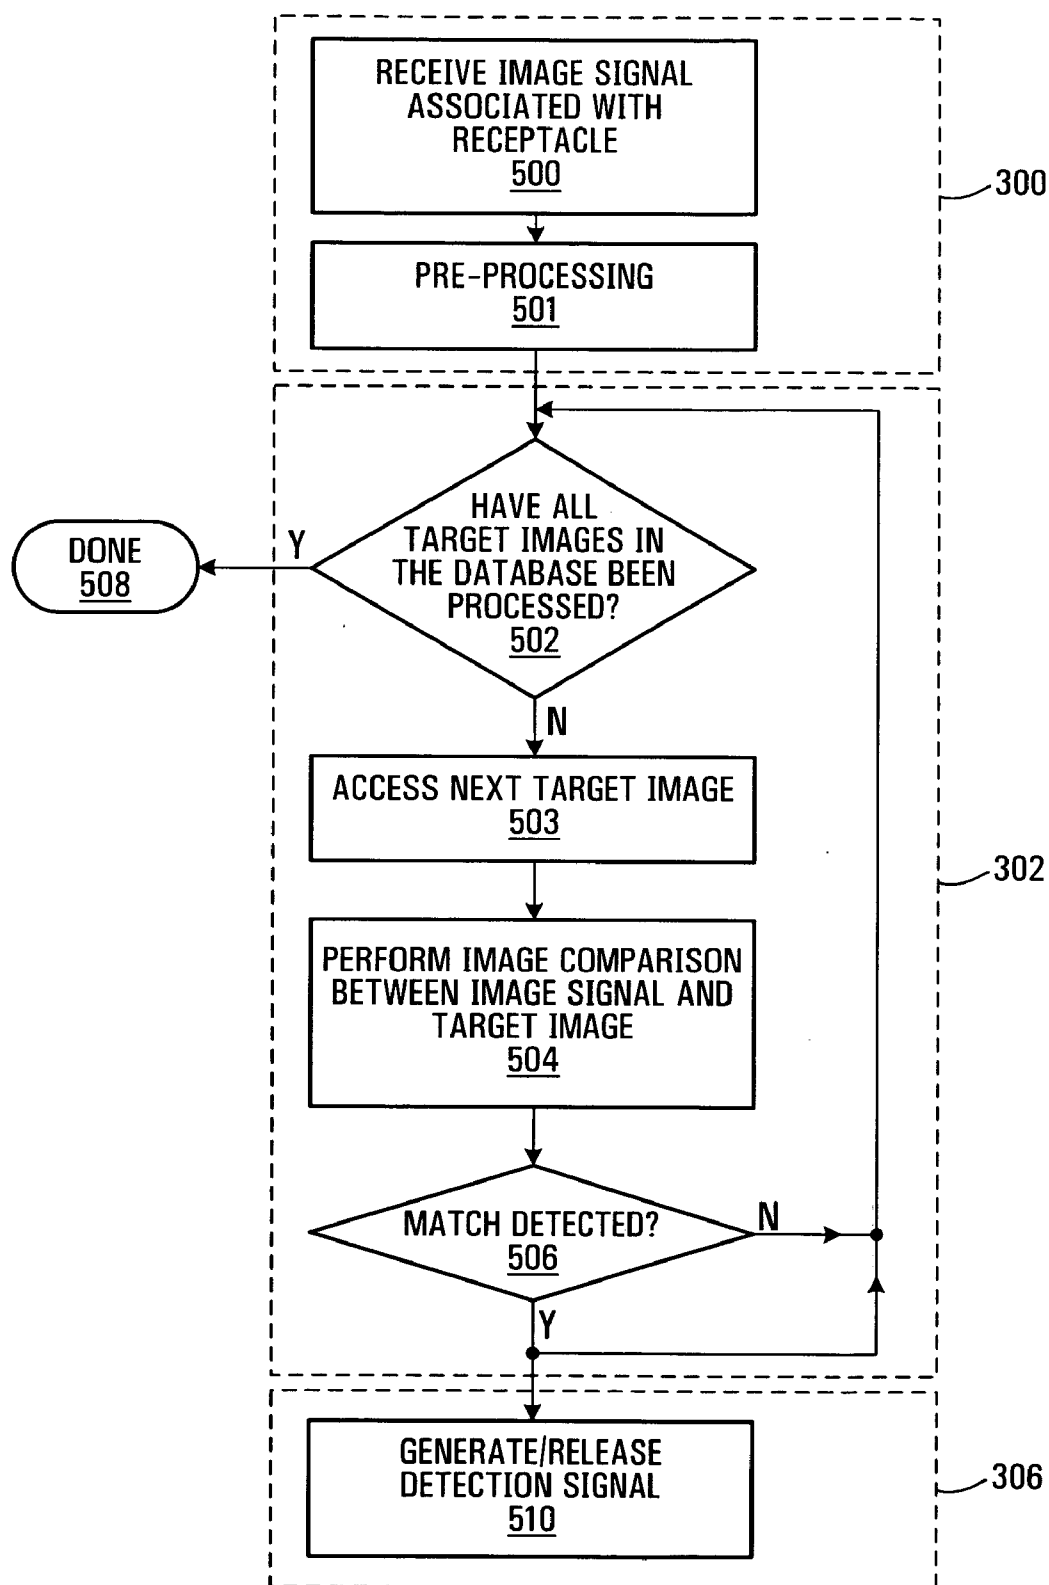 RECEIVE IMAGE SIGNAL
ASSOCIATED WITH
RECEPTACLE
500
300
PRE-PROCESSING
501
HAVE ALL
TARGET IMAGES IN
THE DATABASE BEEN
PROCESSED?
502
Y
DONE
508
N
ACCESS NEXT TARGET IMAGE
503
302
PERFORM IMAGE COMPARISON
BETWEEN IMAGE SIGNAL AND
TARGET IMAGE
504
MATCH DETECTED?
506
N
Y
GENERATE/RELEASE
DETECTION SIGNAL
510
306